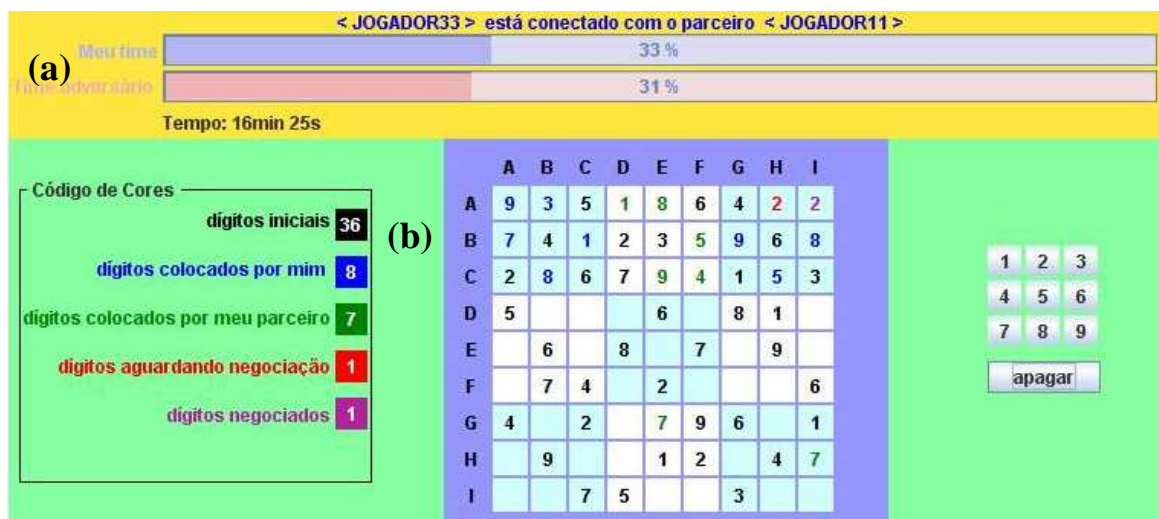 < JOGADOR33 > está conectado com o parceiro < JOGADOR11 >
(a)
Meu time 33 %
Time adversário 31 %
Tempo: 16min 25s
Código de Cores
dígitos iniciais 36
dígitos colocados por mim 8
dígitos colocados por meu parceiro 7
dígitos aguardando negociação 1
dígitos negociados 1
(b)
A B C D E F G H I
A 9 3 5 1 8 6 4 2 2
B 7 4 1 2 3 5 9 6 8
C 2 8 6 7 9 4 1 5 3
D 5 6 8 1
E 6 8 7 9
F 7 4 2 6
G 4 2 7 9 6 1
H 9 1 2 4 7
I 7 5 3
1 2 3
4 5 6
7 8 9
apagar